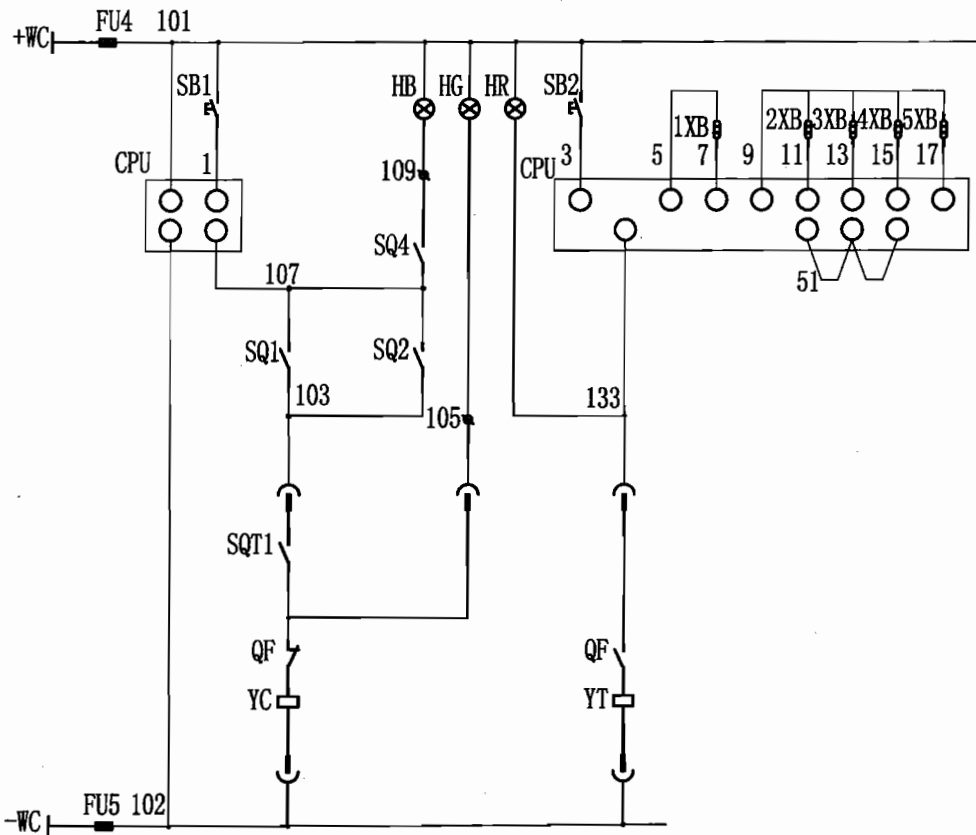 FU4 101
+WC
SB1 HB HG HR SB2
1XB 2XB 3XB 4XB 5XB
CPU 1 CPU 3 5 7 9 11 13 15 17
109
SQ4
107 51
SQ1 SQ2
103 105 133
SQT1
QF QF
YC YT
FU5 102
-WC